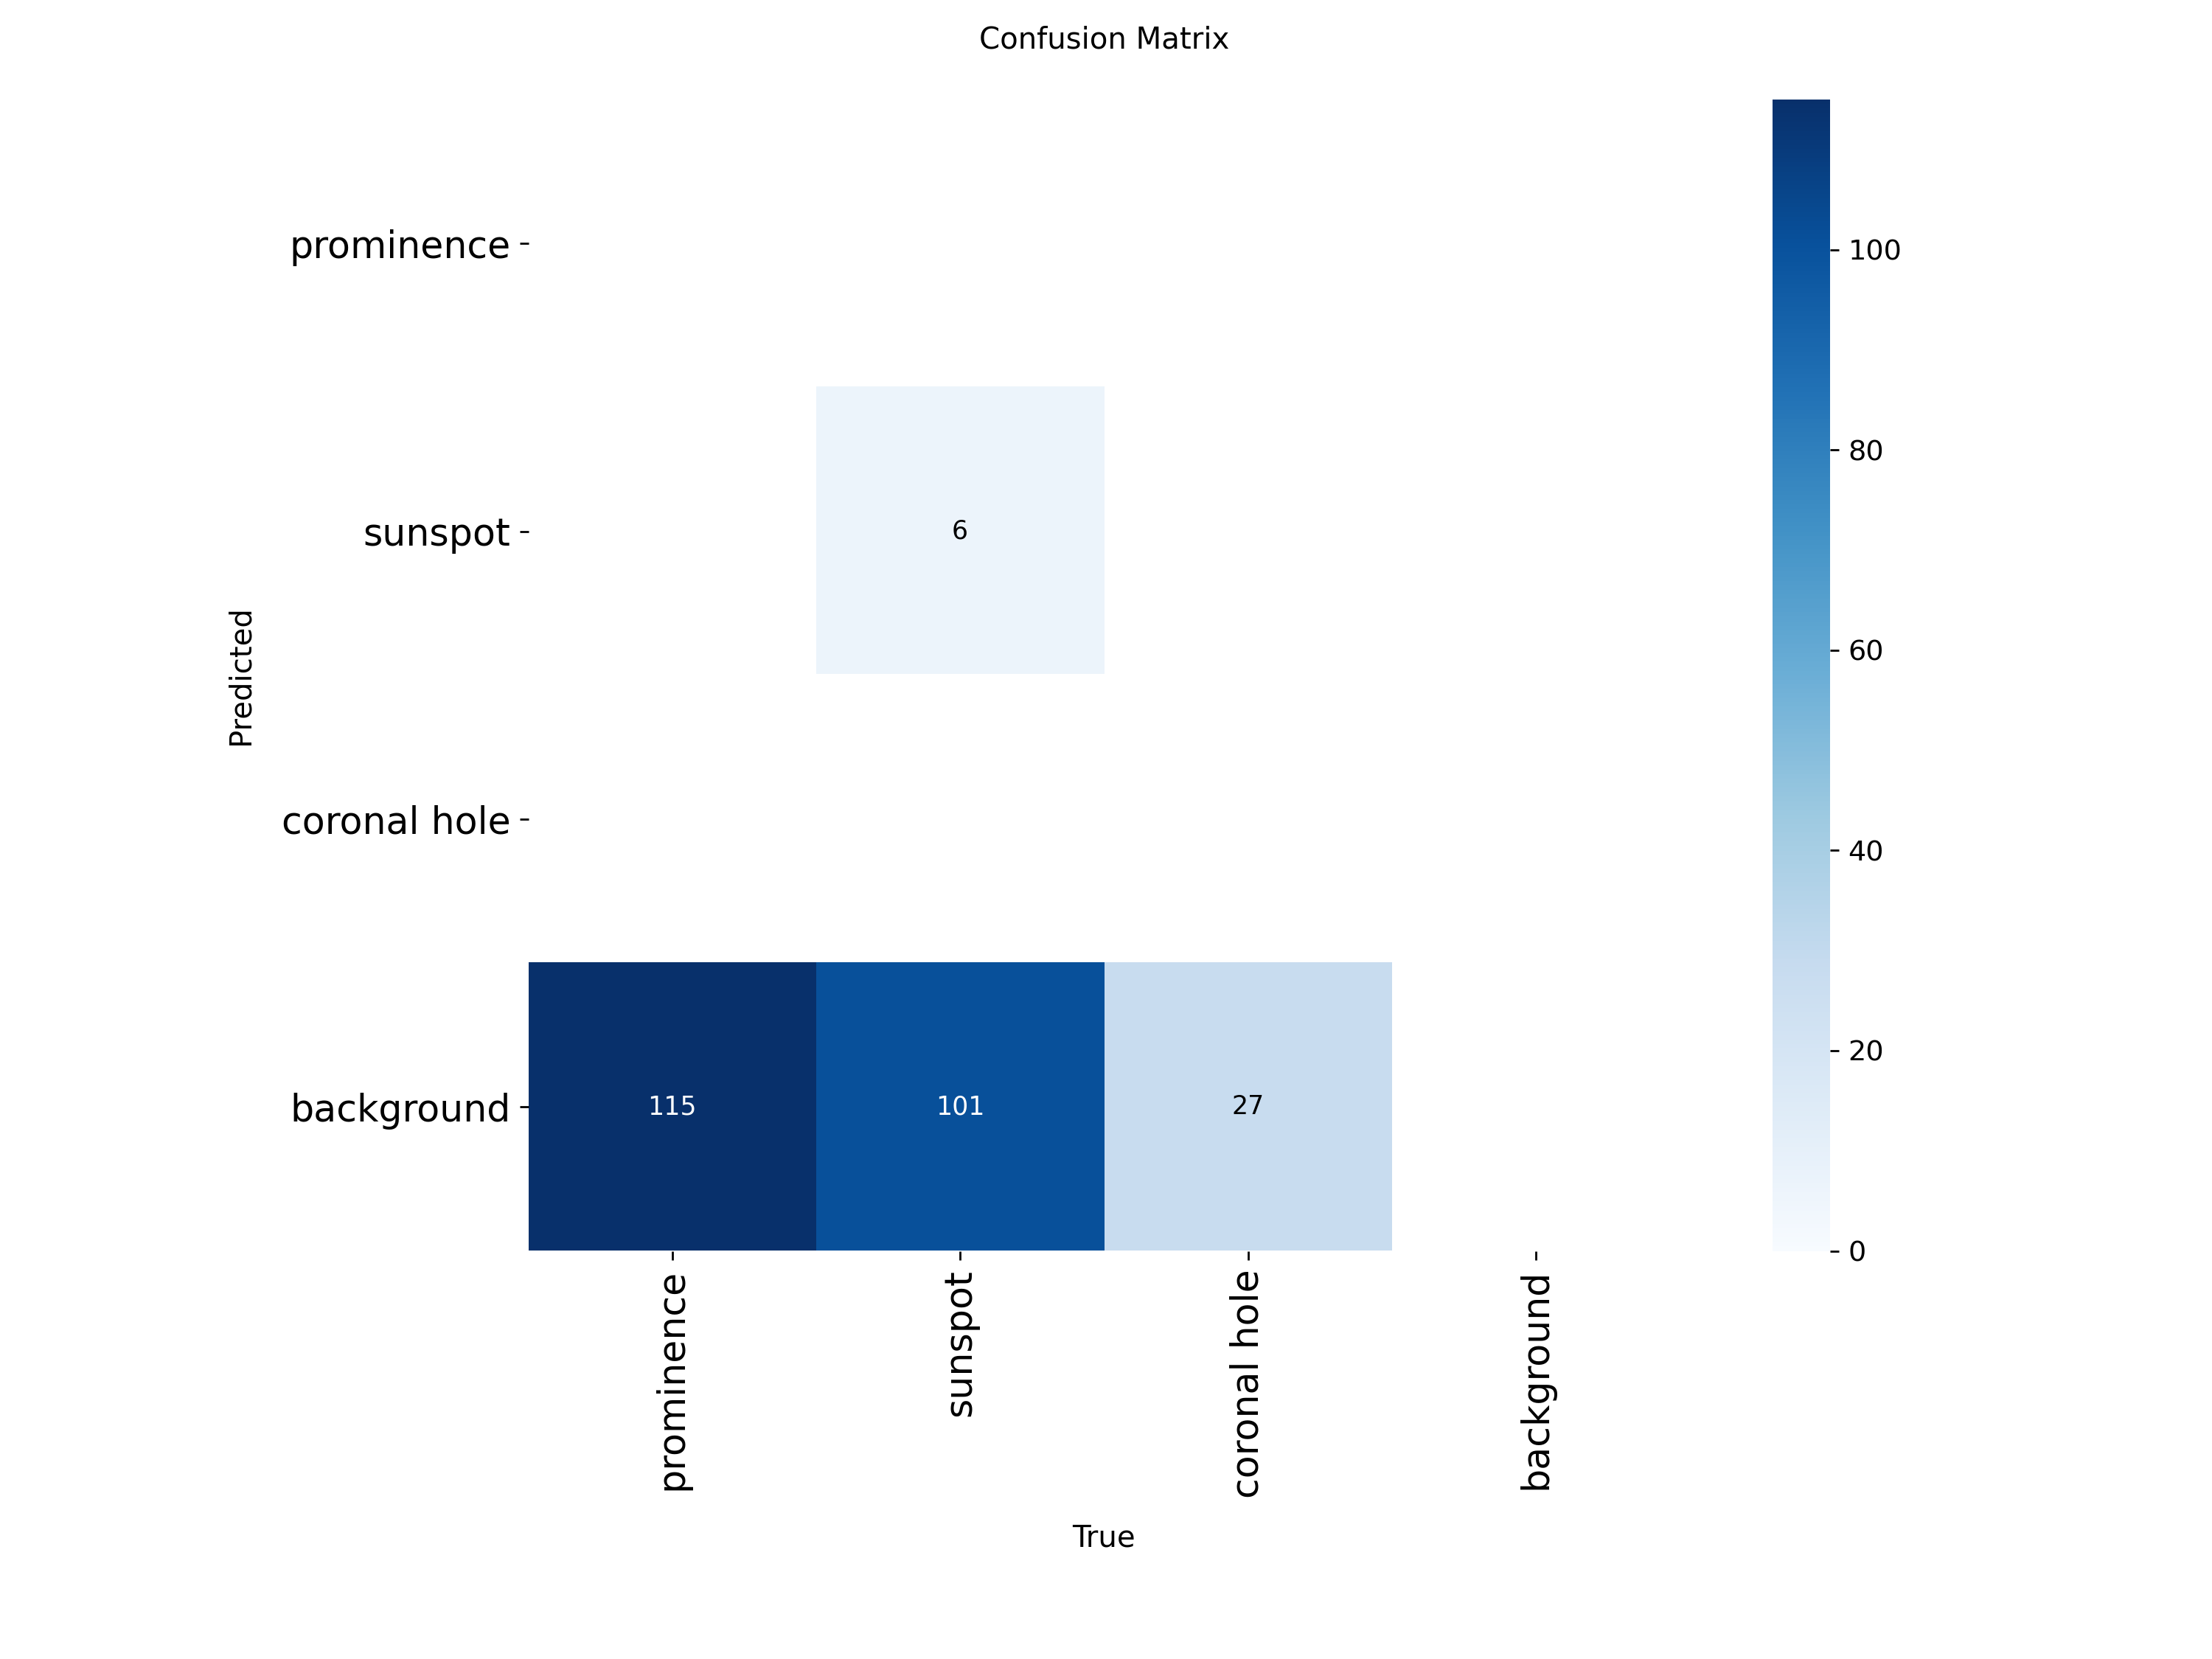 Confusion Matrix
prominence
sunspot
coronal hole
background
Predicted
6
115 101 27
prominence
sunspot
coronal hole
background
True
100
80
60
40
20
0